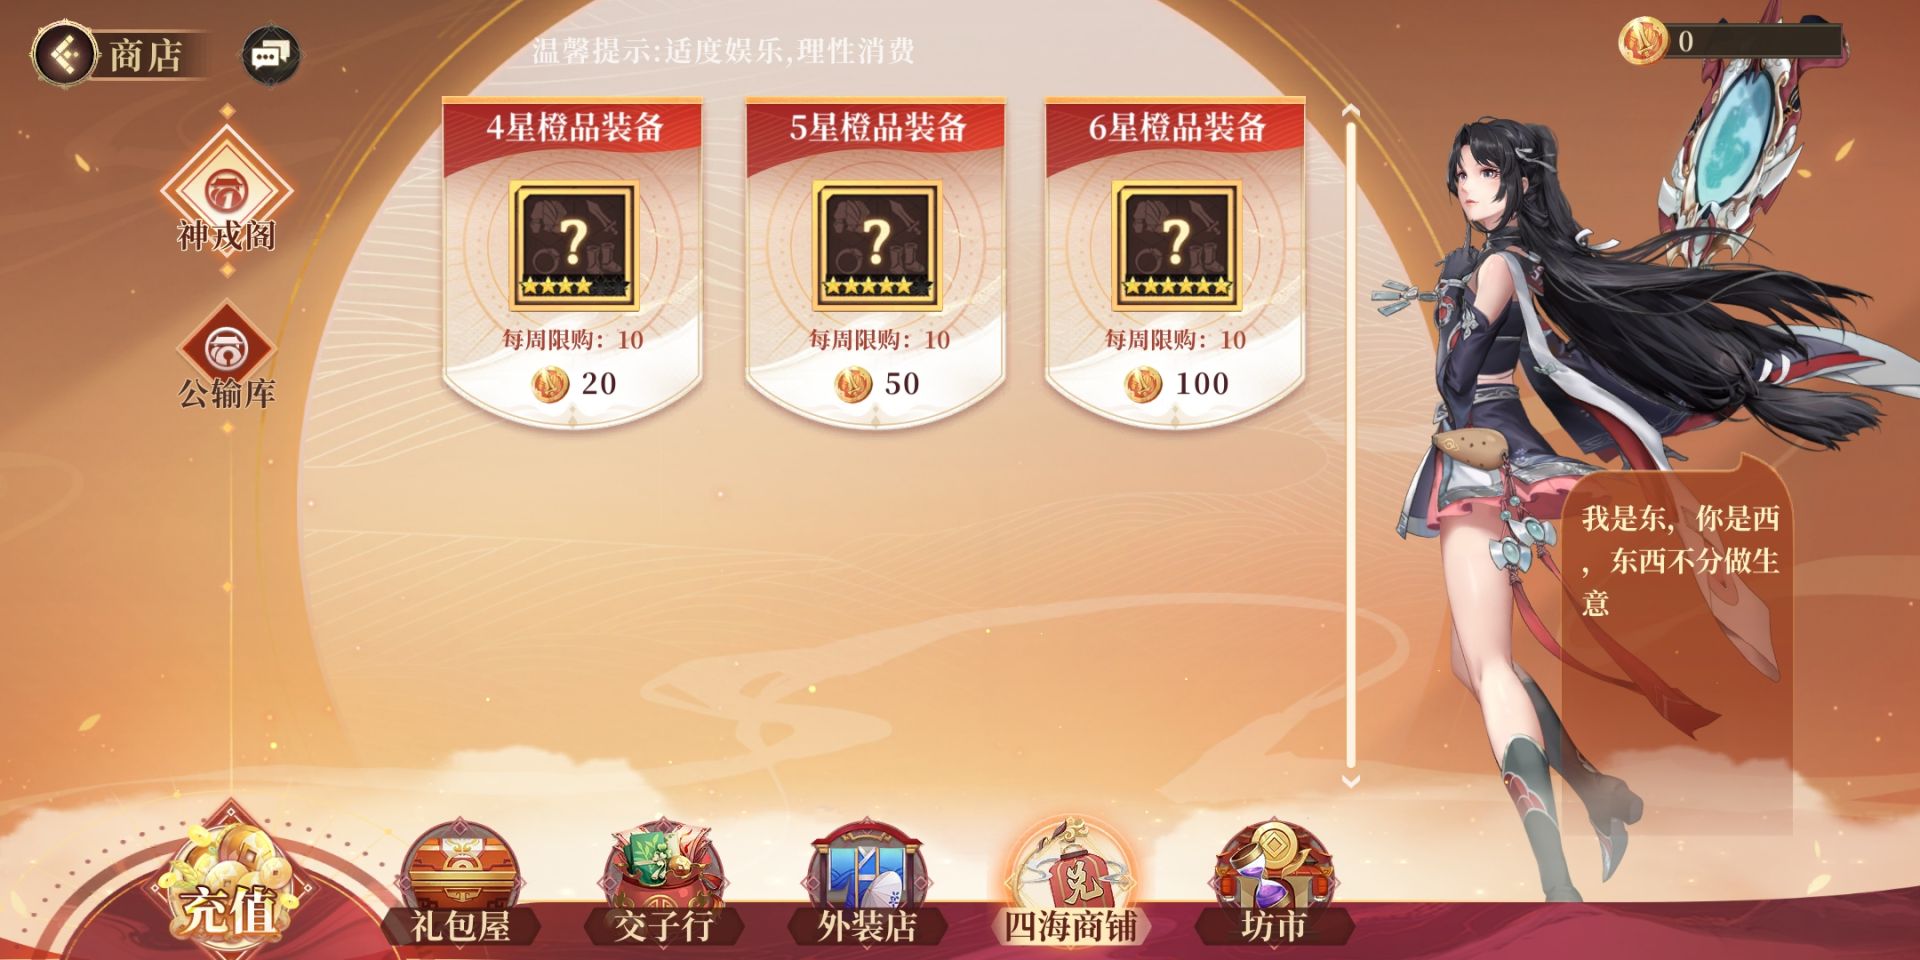 商店
温馨提示:适度娱乐,理性消费
0
神戎阁
公输库
4星橙品装备
?
每周限购：10
20
5星橙品装备
?
每周限购：10
50
6星橙品装备
?
每周限购：10
100
我是东，你是西
，东西不分做生
意
充值
礼包屋
交子行
外装店
兑
四海商铺
坊市